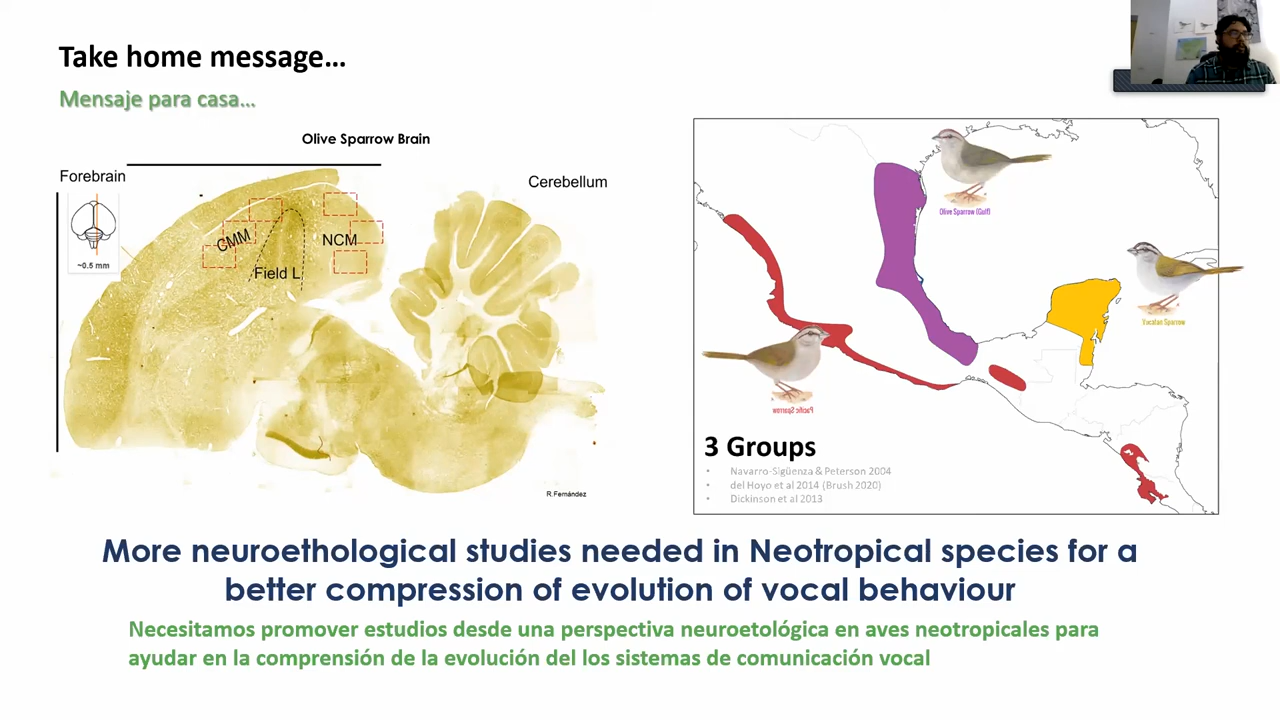 Take home message…
Mensaje para casa…
Olive Sparrow Brain
Forebrain
Cerebellum
~0.5 mm
CMM
Field L
NCM
R.Fernández
Olive Sparrow (Gulf)
Yucatan Sparrow
Pacific Sparrow
3 Groups
• Navarro-Sigüenza & Peterson 2004
• del Hoyo et al 2014 (Brush 2020)
• Dickinson et al 2013
More neuroethological studies needed in Neotropical species for a
better compression of evolution of vocal behaviour
Necesitamos promover estudios desde una perspectiva neuroetológica en aves neotropicales para
ayudar en la comprensión de la evolución del los sistemas de comunicación vocal